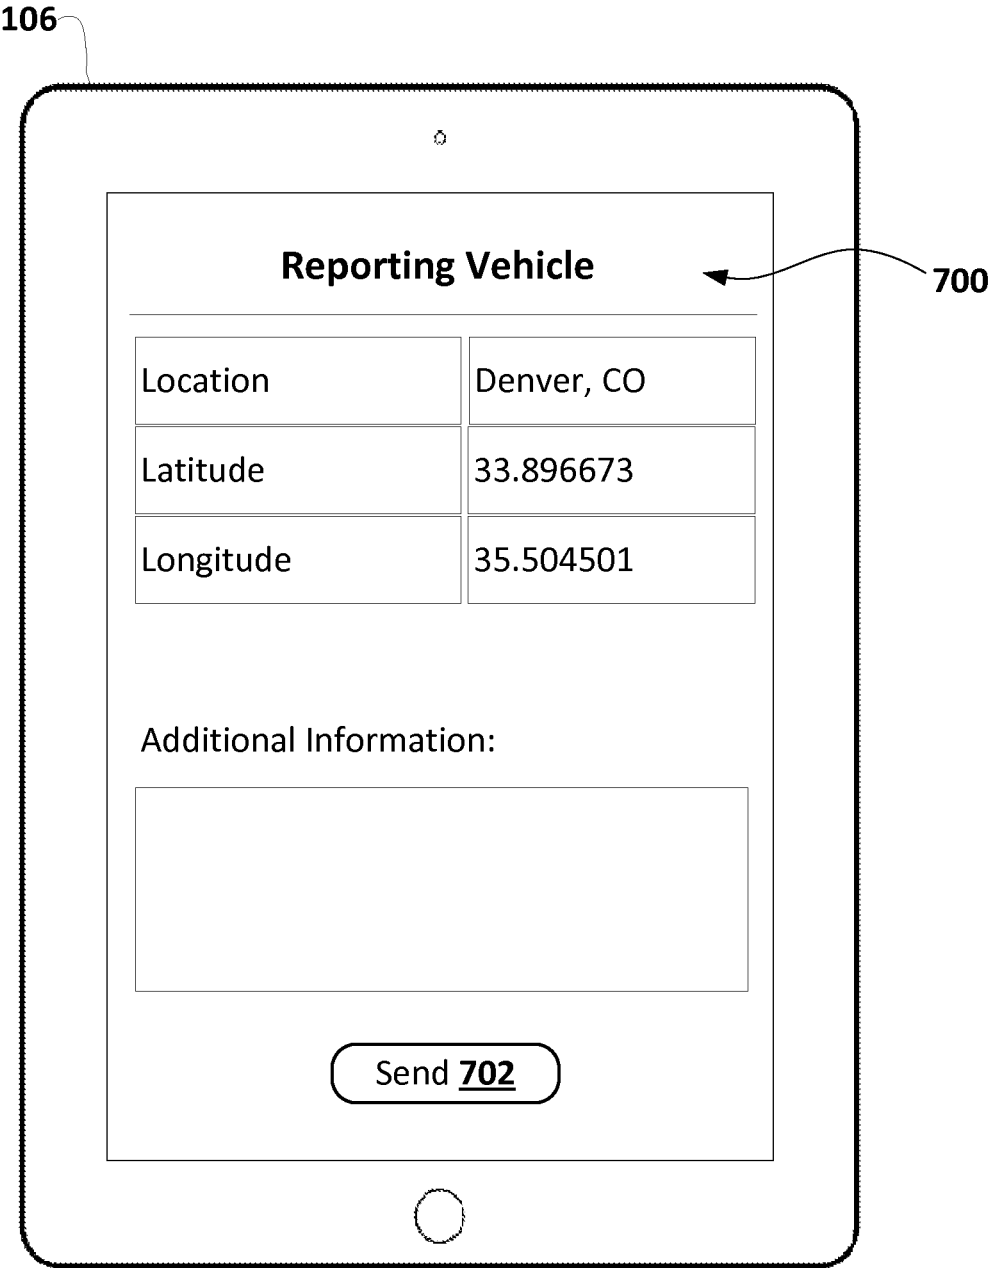 106
Reporting Vehicle
700
Location Denver, CO
Latitude 33.896673
Longitude 35.504501
Additional Information:
Send 702